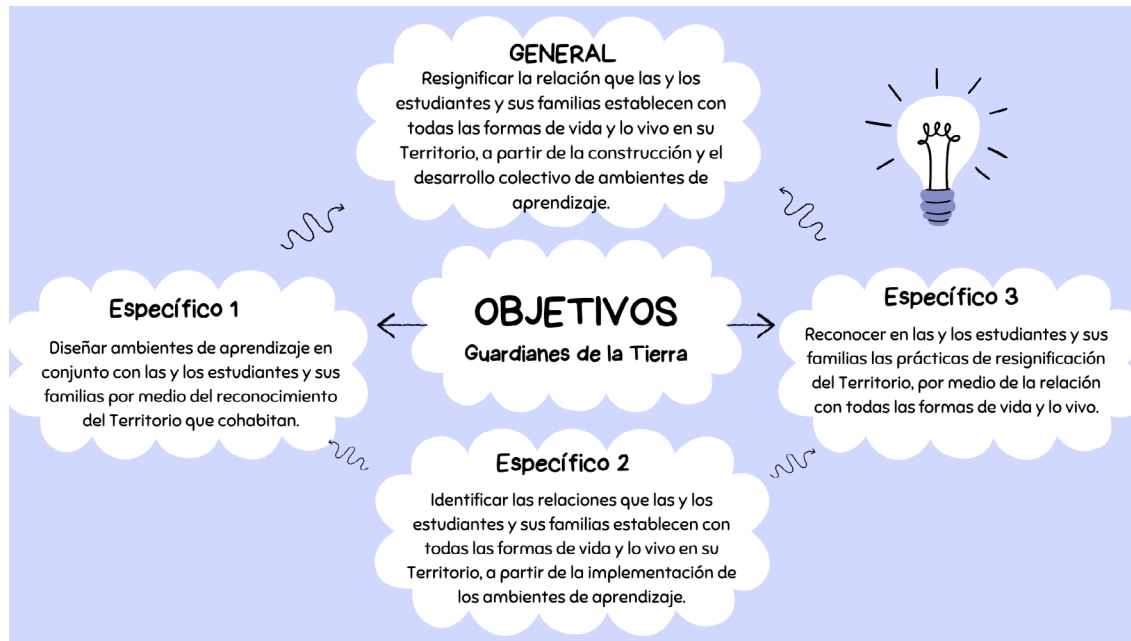 GENERAL
Resignificar la relación que las y los
estudiantes y sus familias establecen con
todas las formas de vida y lo vivo en su
Territorio, a partir de la construcción y el
desarrollo colectivo de ambientes de
aprendizaje.
OBJETIVOS
Guardianes de la Tierra
Específico 1
Diseñar ambientes de aprendizaje en
conjunto con las y los estudiantes y sus
familias por medio del reconocimiento
del Territorio que cohabitan.
Específico 2
Identificar las relaciones que las y los
estudiantes y sus familias establecen con
todas las formas de vida y lo vivo en su
Territorio, a partir de la implementación de
los ambientes de aprendizaje.
Específico 3
Reconocer en las y los estudiantes y sus
familias las prácticas de resignificación
del Territorio, por medio de la relación
con todas las formas de vida y lo vivo.